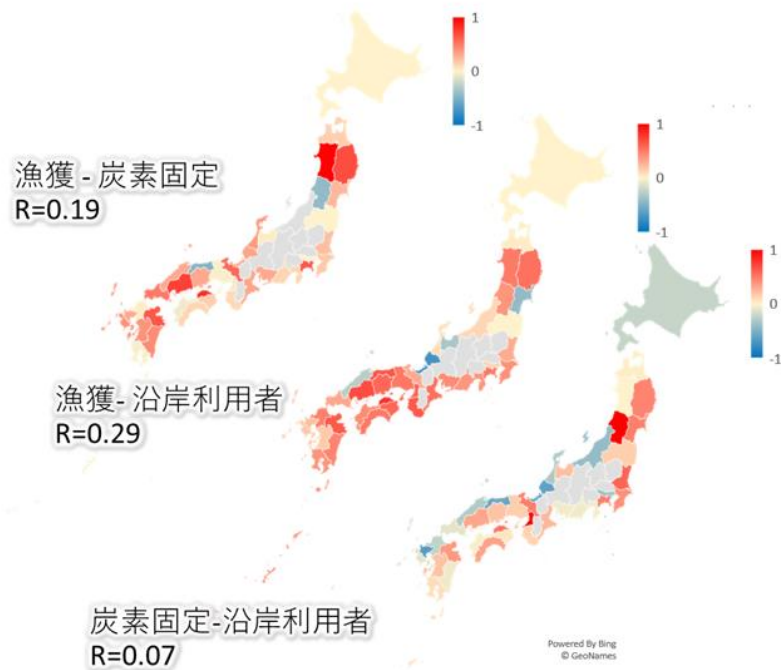 1
0
-1
漁獲 - 炭素固定
R=0.19
1
0
-1
漁獲- 沿岸利用者
R=0.29
1
0
-1
炭素固定-沿岸利用者
R=0.07
Powered By Bing
© GeoNames